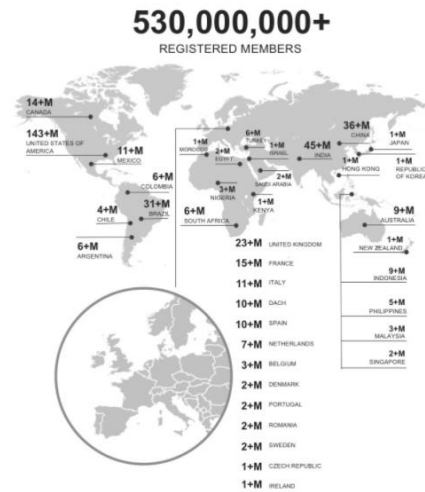 530,000,000+
REGISTERED MEMBERS
14+M
CANADA
143+M
UNITED STATES OF
AMERICA
11+M
MEXICO
6+M
COLOMBIA
31+M
BRAZIL
4+M
CHILE
6+M
ARGENTINA
1+M
MOROCCO
2+M
EGYPT
6+M
TURKEY
1+M
ISRAEL
2+M
SAUDI ARABIA
3+M
NIGERIA
1+M
KENYA
6+M
SOUTH AFRICA
45+M
INDIA
36+M
CHINA
1+M
JAPAN
1+M
HONG KONG
1+M
REPUBLIC
OF KOREA
9+M
AUSTRALIA
1+M
NEW ZEALAND
9+M
INDONESIA
5+M
PHILIPPINES
3+M
MALAYSIA
2+M
SINGAPORE
23+M UNITED KINGDOM
15+M FRANCE
11+M ITALY
10+M DACH
10+M SPAIN
7+M NETHERLANDS
3+M BELGIUM
2+M DENMARK
2+M PORTUGAL
2+M ROMANIA
2+M SWEDEN
1+M CZECH REPUBLIC
1+M IRELAND